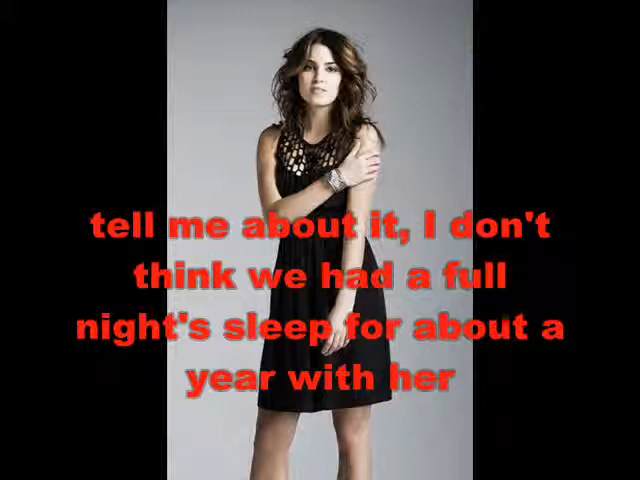 tell me about it, I don't
think we had a full
night's sleep for about a
year with her